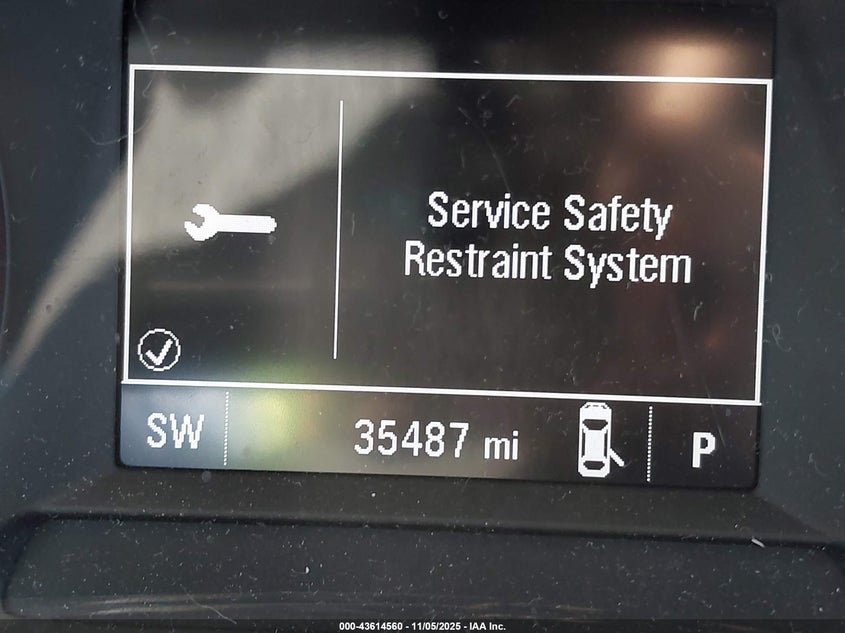 Service Safety
Restraint System
SW 35487 mi P
000-43614560 - 11/05/2025 - IAA Inc.